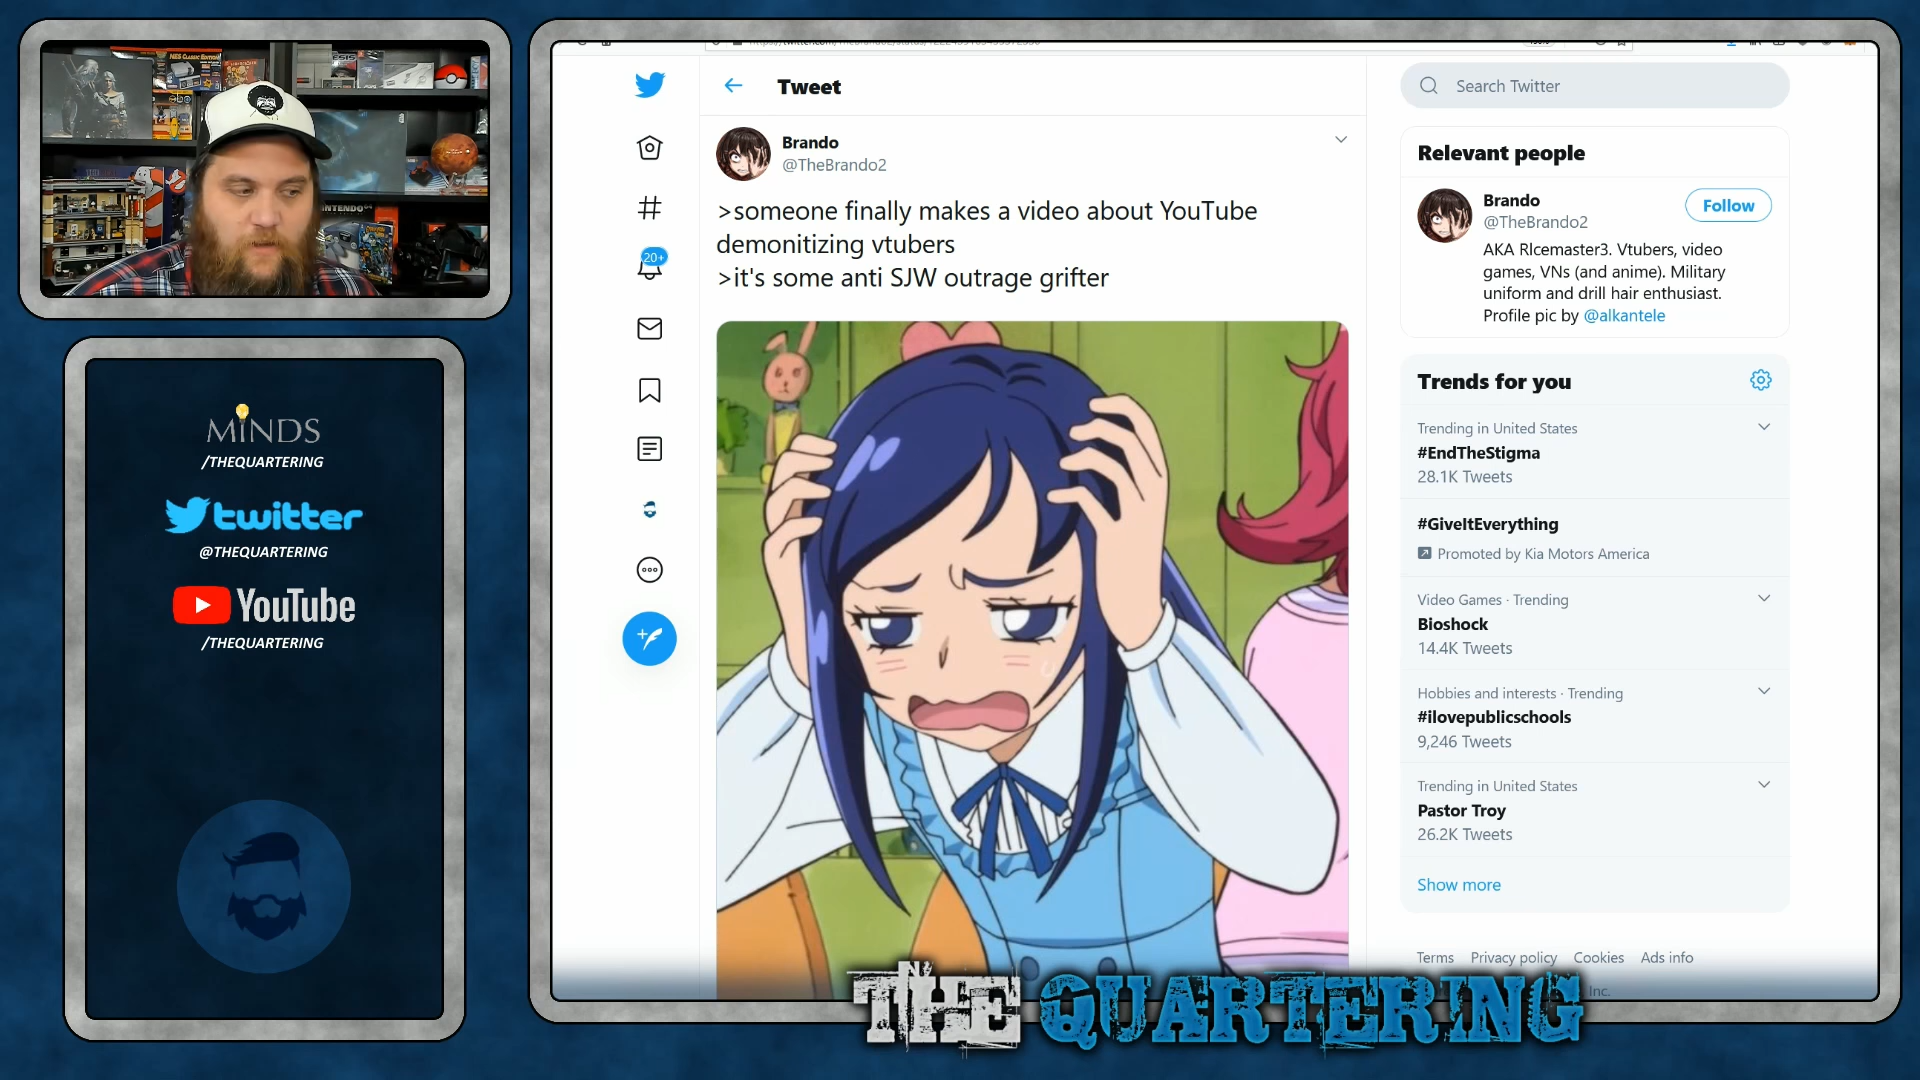 NES CLASSIC EDITION
NINTENDO
MINDS
/THEQUARTERING
twitter
@THEQUARTERING
YouTube
/THEQUARTERING
Tweet
Brando
@TheBrando2
>someone finally makes a video about YouTube
demonitizing vtubers
>it's some anti SJW outrage grifter
20+
Search Twitter
Relevant people
Brando
@TheBrando2
Follow
AKA RIcemaster3. Vtubers, video
games, VNs (and anime). Military
uniform and drill hair enthusiast.
Profile pic by @alkantele
Trends for you
Trending in United States
#EndTheStigma
28.1K Tweets
#GiveItEverything
Promoted by Kia Motors America
Video Games · Trending
Bioshock
14.4K Tweets
Hobbies and interests · Trending
#ilovepublicschools
9,246 Tweets
Trending in United States
Pastor Troy
26.2K Tweets
Show more
Terms Privacy policy Cookies Ads info
Inc.
THE QUARTERING